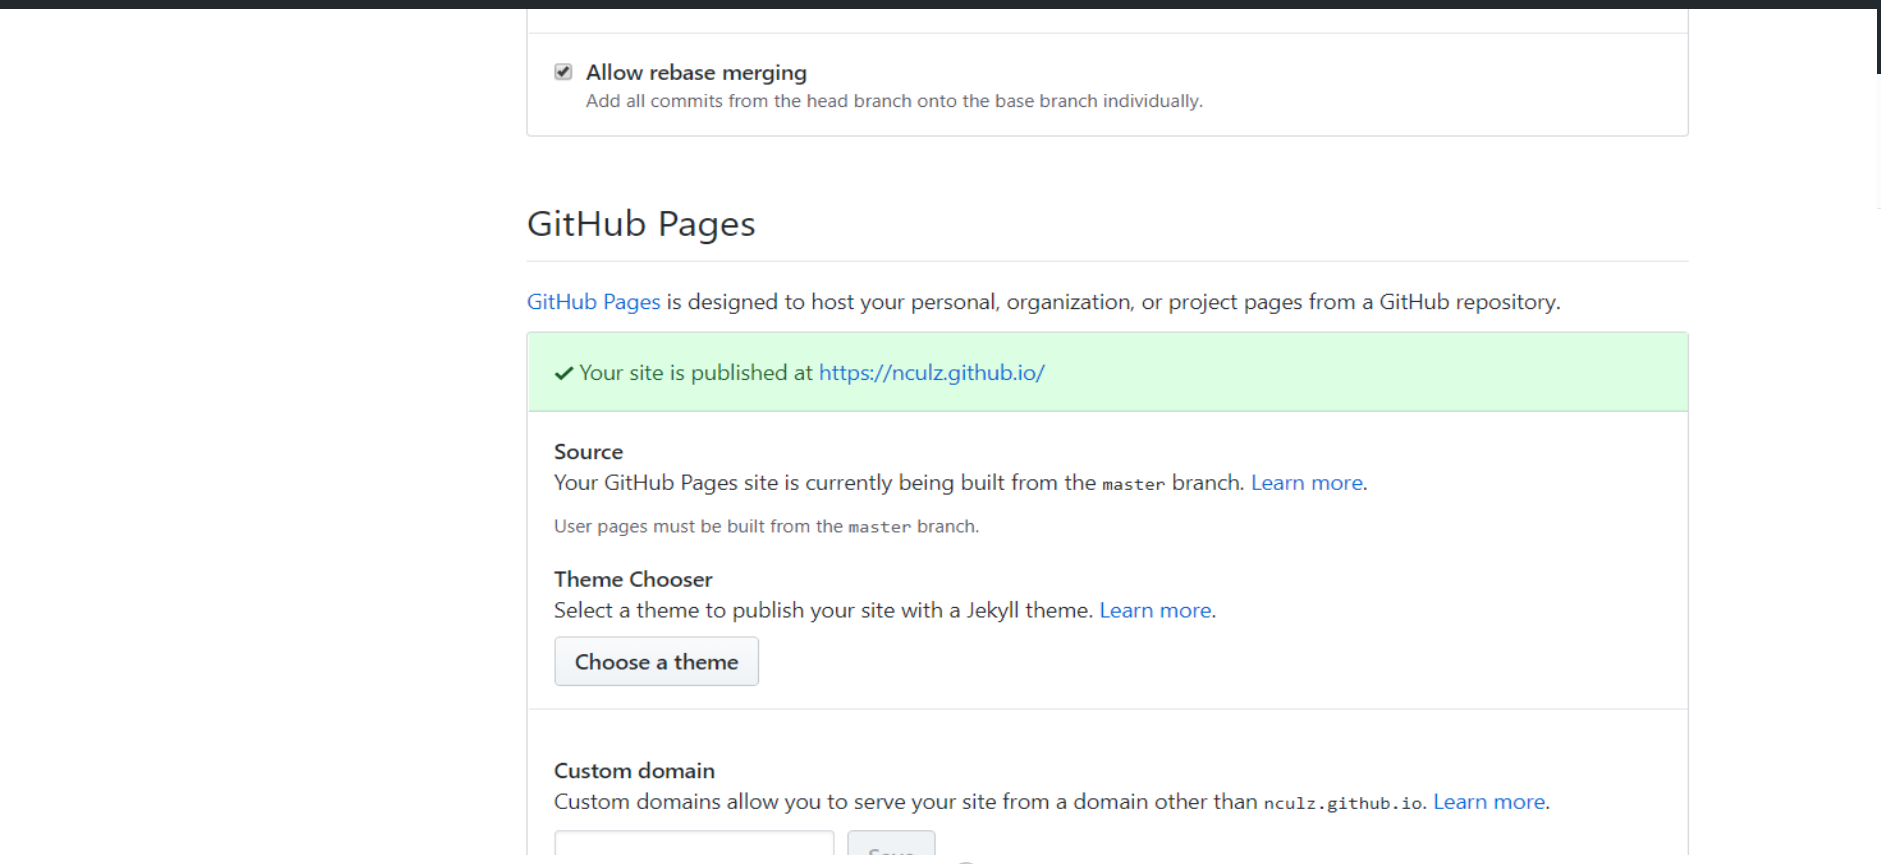 Allow rebase merging
Add all commits from the head branch onto the base branch individually.
GitHub Pages
GitHub Pages is designed to host your personal, organization, or project pages from a GitHub repository.
Your site is published at https://nculz.github.io/
Source
Your GitHub Pages site is currently being built from the master branch. Learn more.
User pages must be built from the master branch.
Theme Chooser
Select a theme to publish your site with a Jekyll theme. Learn more.
Choose a theme
Custom domain
Custom domains allow you to serve your site from a domain other than nculz.github.io. Learn more.
Save